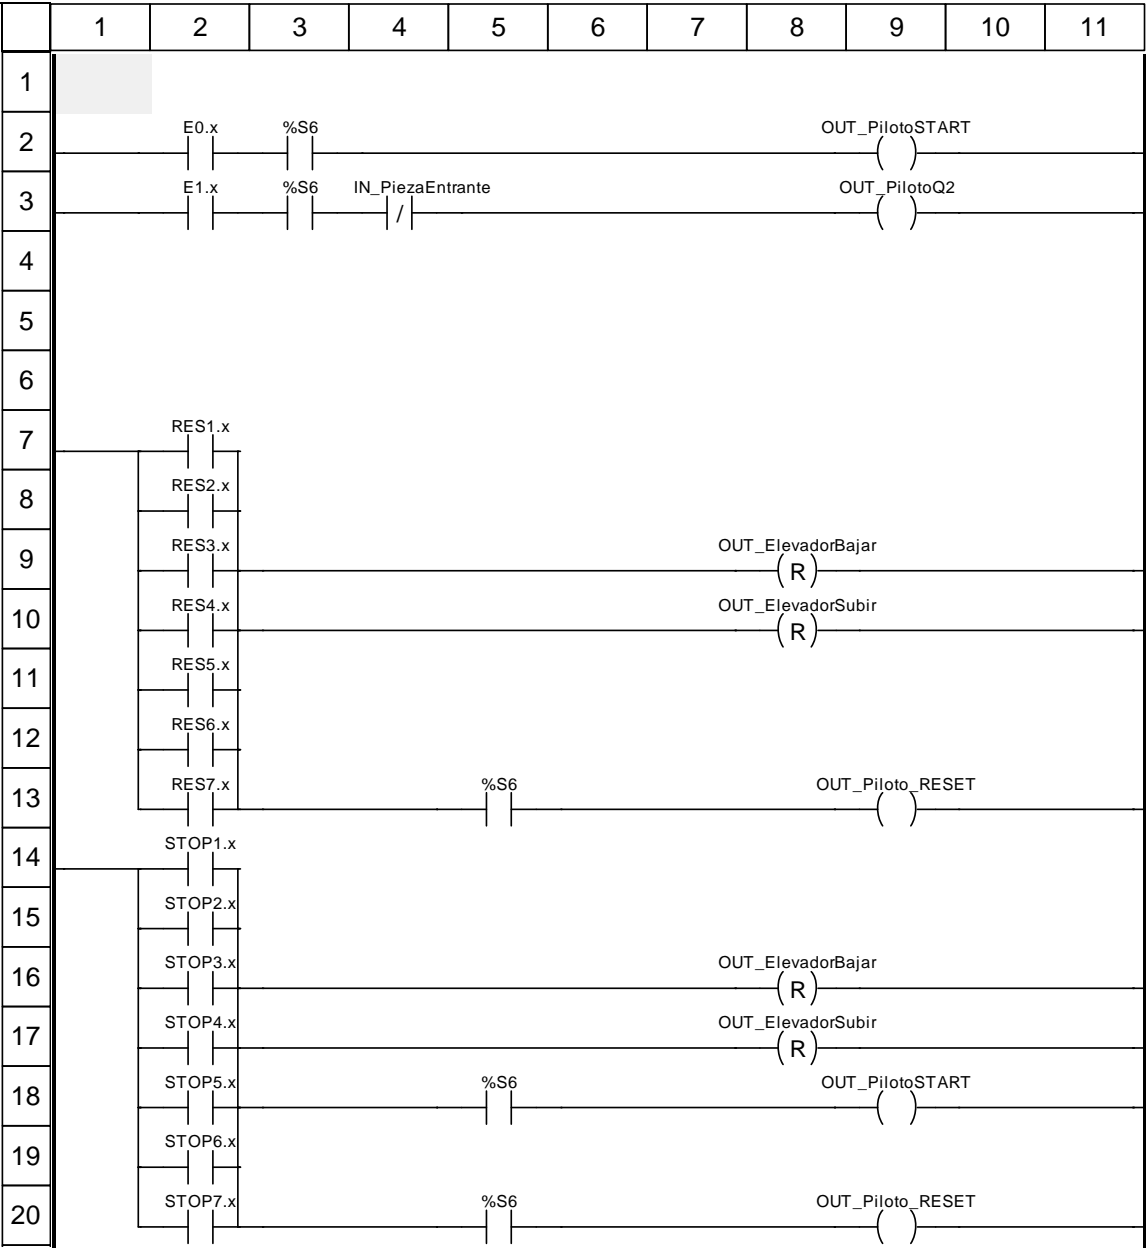 1 2 3 4 5 6 7 8 9 10 11
1
E0.x %S6 OUT_PilotoSTART
2
E1.x %S6 IN_PiezaEntrante OUT_PilotoQ2
3 /
4
5
6
RES1.x
7
RES2.x
8
RES3.x OUT_ElevadorBajar
9 R
RES4.x OUT_ElevadorSubir
10 R
RES5.x
11
RES6.x
12
RES7.x %S6 OUT_Piloto_RESET
13
STOP1.x
14
STOP2.x
15
STOP3.x OUT_ElevadorBajar
16 R
STOP4.x OUT_ElevadorSubir
17 R
STOP5.x %S6 OUT_PilotoSTART
18
STOP6.x
19
STOP7.x %S6 OUT_Piloto_RESET
20